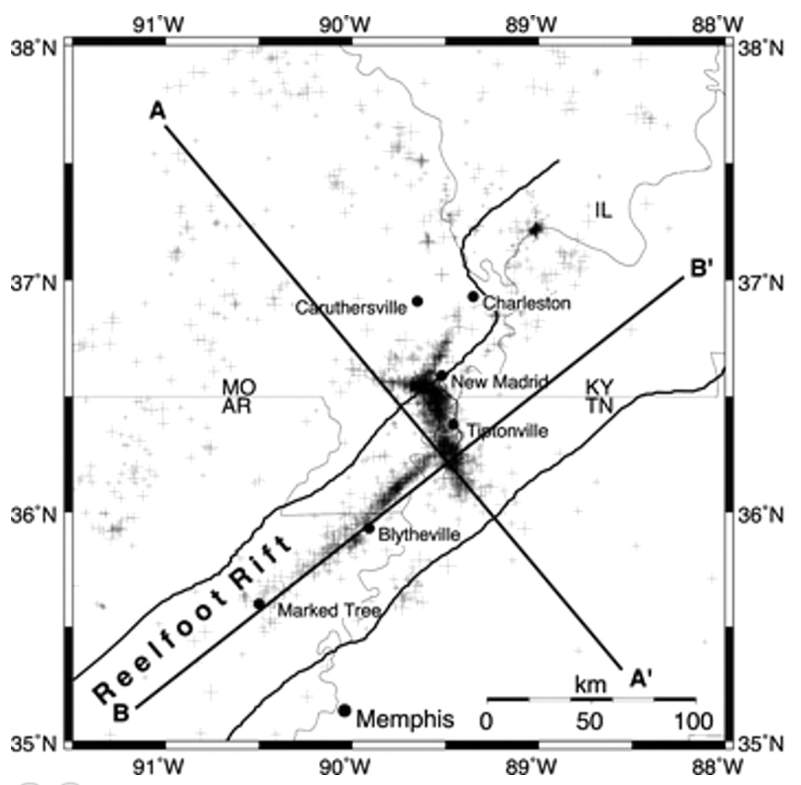 91°W 90°W 89°W 88°W
38°N 38°N
A
IL
37°N 37°N
B'
Caruthersville Charleston
New Madrid
MO KY
AR TN
Tiptonville
36°N 36°N
Blytheville
Reelfoot Rift
Marked Tree
A'
km
B
Memphis 0 50 100
35°N 35°N
91°W 90°W 89°W 88°W